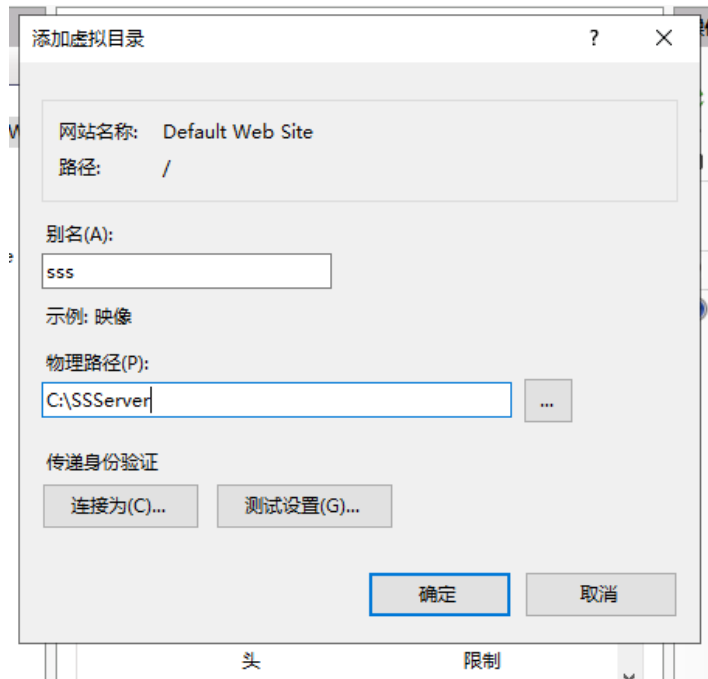 添加虚拟目录
?
网站名称: Default Web Site
路径: /
别名(A):
sss
示例: 映像
物理路径(P):
C:\SSServer
...
传递身份验证
连接为(C)...
测试设置(G)...
确定
取消
头
限制